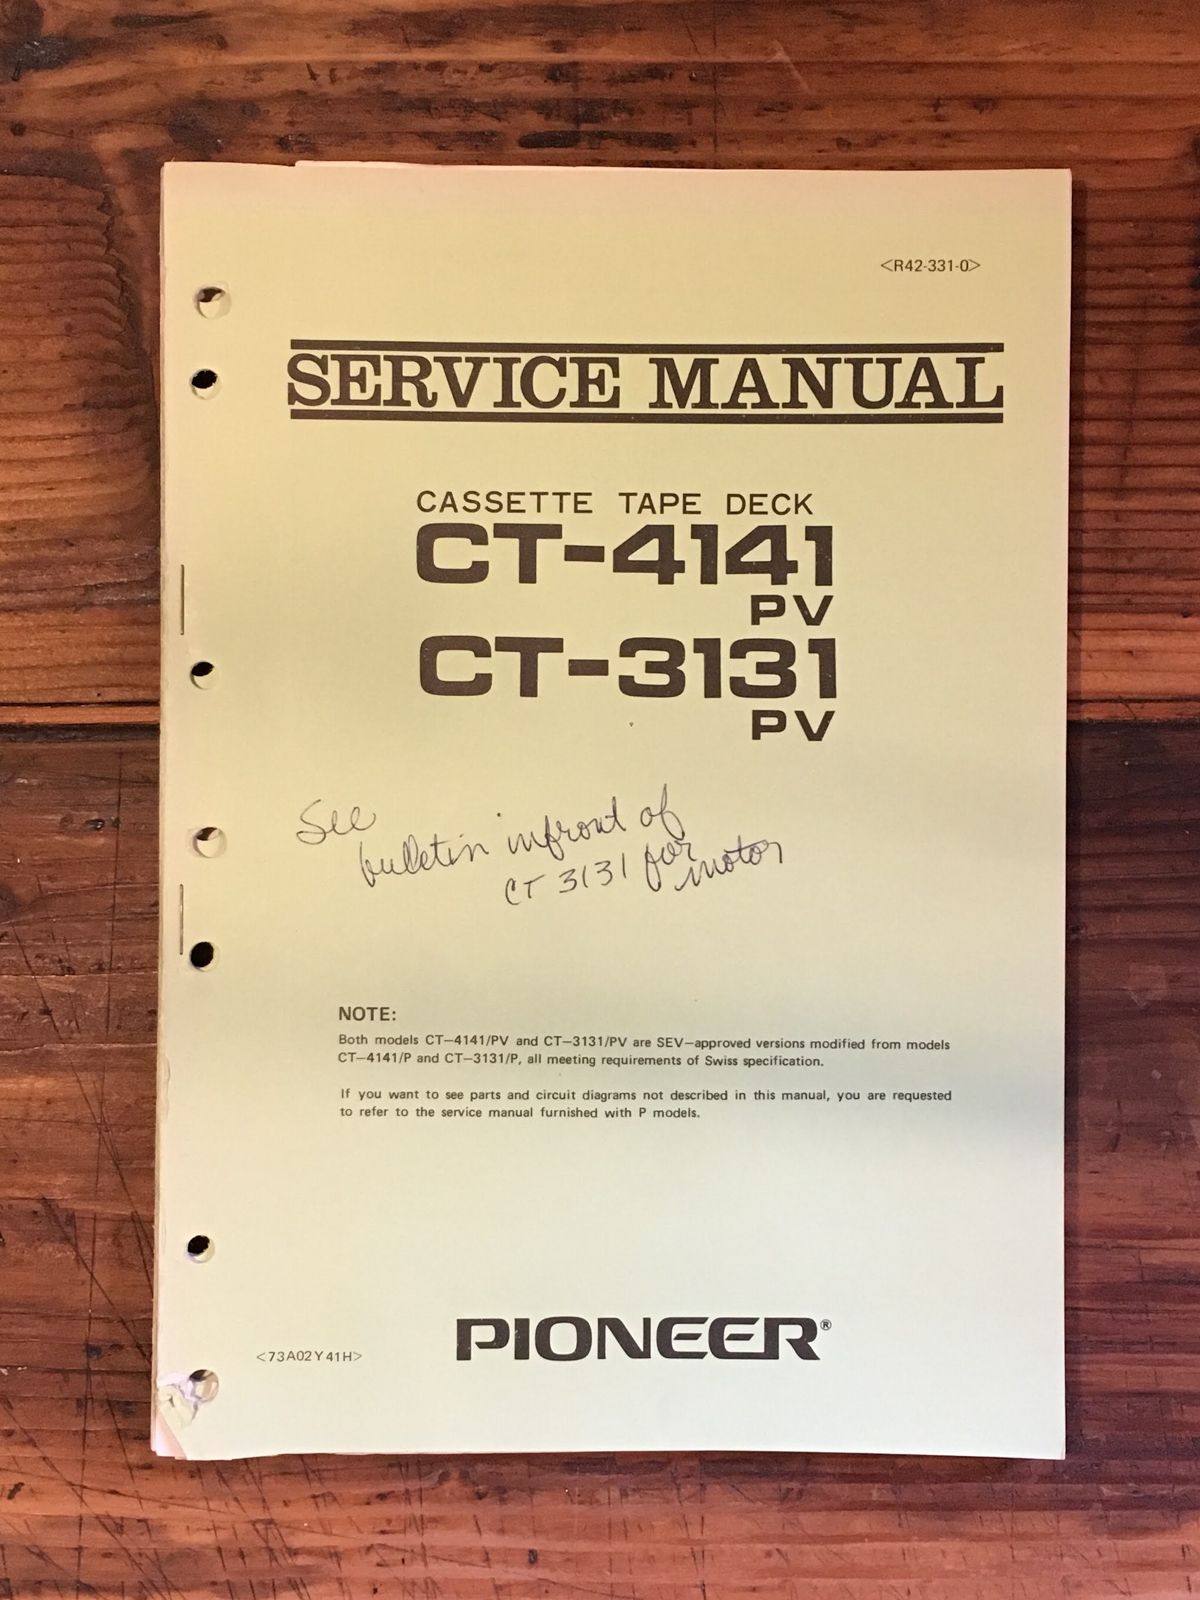 <R42-331-0>
SERVICE MANUAL
CASSETTE TAPE DECK
CT-4141
PV
CT-3131
PV
See
bulletin infront of
CT 3131 for
motor
NOTE:
Both models CT—4141/PV and CT—3131/PV are SEV—approved versions modified from models
CT—4141/P and CT—3131/P, all meeting requirements of Swiss specification.
If you want to see parts and circuit diagrams not described in this manual, you are requested
to refer to the service manual furnished with P models.
PIONEER®
<73A02Y41H>